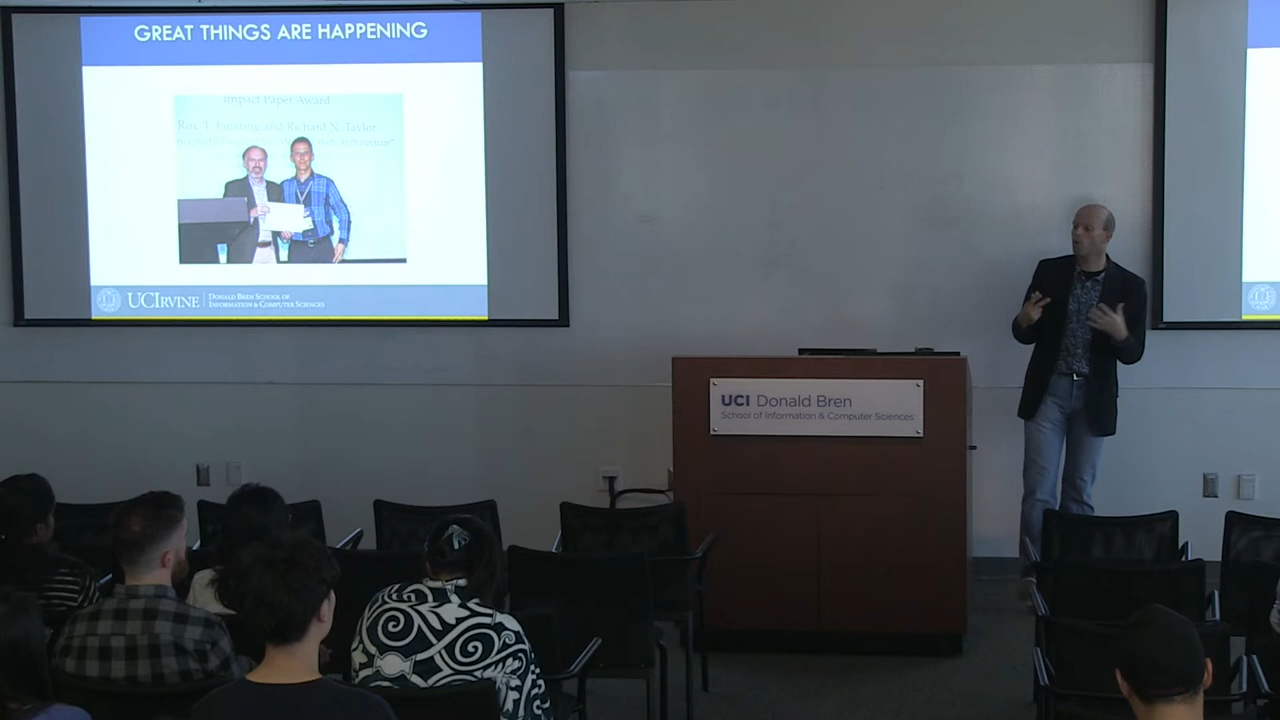 GREAT THINGS ARE HAPPENING
Impact Paper Award
Roy T. Fielding and Richard N. Taylor
Architecture"
UCIRVINE
DONALD BREN SCHOOL OF
INFORMATION & COMPUTER SCIENCES
UCI Donald Bren
School of Information & Computer Sciences